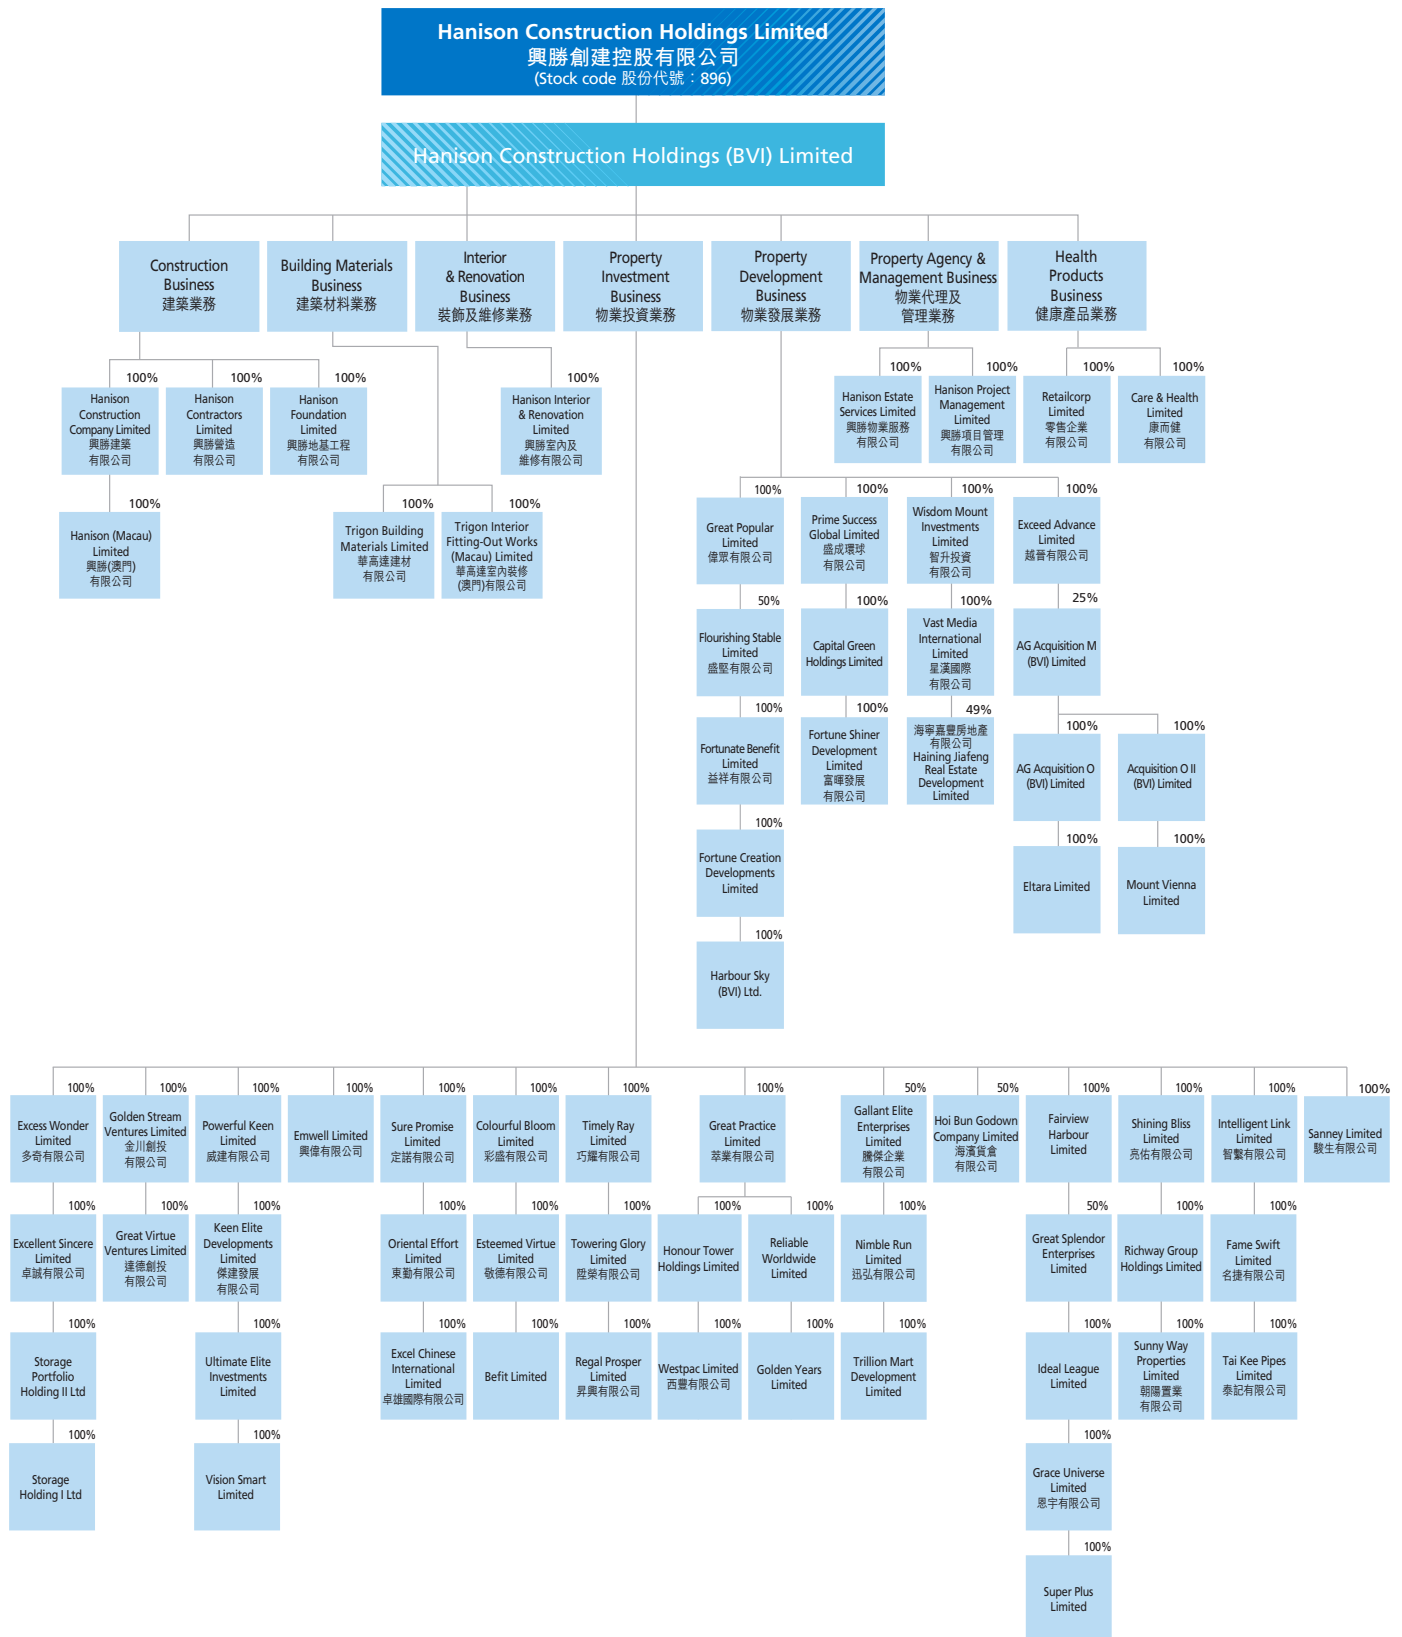 Hanison Construction Holdings Limited
興勝創建控股有限公司
(Stock code 股份代號：896)
Hanison Construction Holdings (BVI) Limited
Construction
Business
建築業務
Building Materials
Business
建築材料業務
Interior
& Renovation
Business
裝飾及維修業務
Property
Investment
Business
物業投資業務
Property
Development
Business
物業發展業務
Property Agency &
Management Business
物業代理及
管理業務
Health
Products
Business
健康產品業務
100%
Hanison
Construction
Company Limited
興勝建築
有限公司
100%
Hanison
Contractors
Limited
興勝營造
有限公司
100%
Hanison
Foundation
Limited
興勝地基工程
有限公司
100%
Hanison Interior
& Renovation
Limited
興勝室內及
維修有限公司
100%
Hanison Estate
Services Limited
興勝物業服務
有限公司
100%
Hanison Project
Management
Limited
興勝項目管理
有限公司
100%
Retailcorp
Limited
零售企業
有限公司
100%
Care & Health
Limited
康而健
有限公司
100%
Hanison (Macau)
Limited
興勝(澳門)
有限公司
100%
Trigon Building
Materials Limited
華高達建材
有限公司
100%
Trigon Interior
Fitting-Out Works
(Macau) Limited
華高達室內裝修
(澳門)有限公司
100%
Great Popular
Limited
偉眾有限公司
100%
Prime Success
Global Limited
盛成環球
有限公司
100%
Wisdom Mount
Investments
Limited
智升投資
有限公司
100%
Exceed Advance
Limited
越晉有限公司
50%
Flourishing Stable
Limited
盛堅有限公司
100%
Capital Green
Holdings Limited
100%
Vast Media
International
Limited
星漢國際
有限公司
25%
AG Acquisition M
(BVI) Limited
100%
Fortunate Benefit
Limited
益祥有限公司
100%
Fortune Shiner
Development
Limited
富暉發展
有限公司
49%
海寧嘉豐房地產
有限公司
Haining Jiafeng
Real Estate
Development
Limited
100%
AG Acquisition O
(BVI) Limited
100%
Acquisition O II
(BVI) Limited
100%
Fortune Creation
Developments
Limited
100%
Eltara Limited
100%
Mount Vienna
Limited
100%
Harbour Sky
(BVI) Ltd.
100%
Excess Wonder
Limited
多奇有限公司
100%
Golden Stream
Ventures Limited
金川創投
有限公司
100%
Powerful Keen
Limited
威建有限公司
100%
Emwell Limited
興偉有限公司
100%
Sure Promise
Limited
定諾有限公司
100%
Colourful Bloom
Limited
彩盛有限公司
100%
Timely Ray
Limited
巧耀有限公司
100%
Great Practice
Limited
萃業有限公司
50%
Gallant Elite
Enterprises
Limited
騰傑企業
有限公司
50%
Hoi Bun Godown
Company Limited
海濱貨倉
有限公司
100%
Fairview
Harbour
Limited
100%
Shining Bliss
Limited
亮佑有限公司
100%
Intelligent Link
Limited
智繫有限公司
100%
Sanney Limited
駿生有限公司
100%
Excellent Sincere
Limited
卓誠有限公司
100%
Great Virtue
Ventures Limited
達德創投
有限公司
100%
Keen Elite
Developments
Limited
傑建發展
有限公司
100%
Oriental Effort
Limited
東勤有限公司
100%
Esteemed Virtue
Limited
敬德有限公司
100%
Towering Glory
Limited
陞榮有限公司
100%
Honour Tower
Holdings Limited
100%
Reliable
Worldwide
Limited
100%
Nimble Run
Limited
迅弘有限公司
50%
Great Splendor
Enterprises
Limited
100%
Richway Group
Holdings Limited
100%
Fame Swift
Limited
名捷有限公司
100%
Storage
Portfolio
Holding II Ltd
100%
Ultimate Elite
Investments
Limited
100%
Excel Chinese
International
Limited
卓雄國際有限公司
100%
Befit Limited
100%
Regal Prosper
Limited
昇興有限公司
100%
Westpac Limited
西豐有限公司
100%
Golden Years
Limited
100%
Trillion Mart
Development
Limited
100%
Ideal League
Limited
100%
Sunny Way
Properties
Limited
朝陽置業
有限公司
100%
Tai Kee Pipes
Limited
泰記有限公司
100%
Storage
Holding I Ltd
100%
Vision Smart
Limited
100%
Grace Universe
Limited
恩宇有限公司
100%
Super Plus
Limited